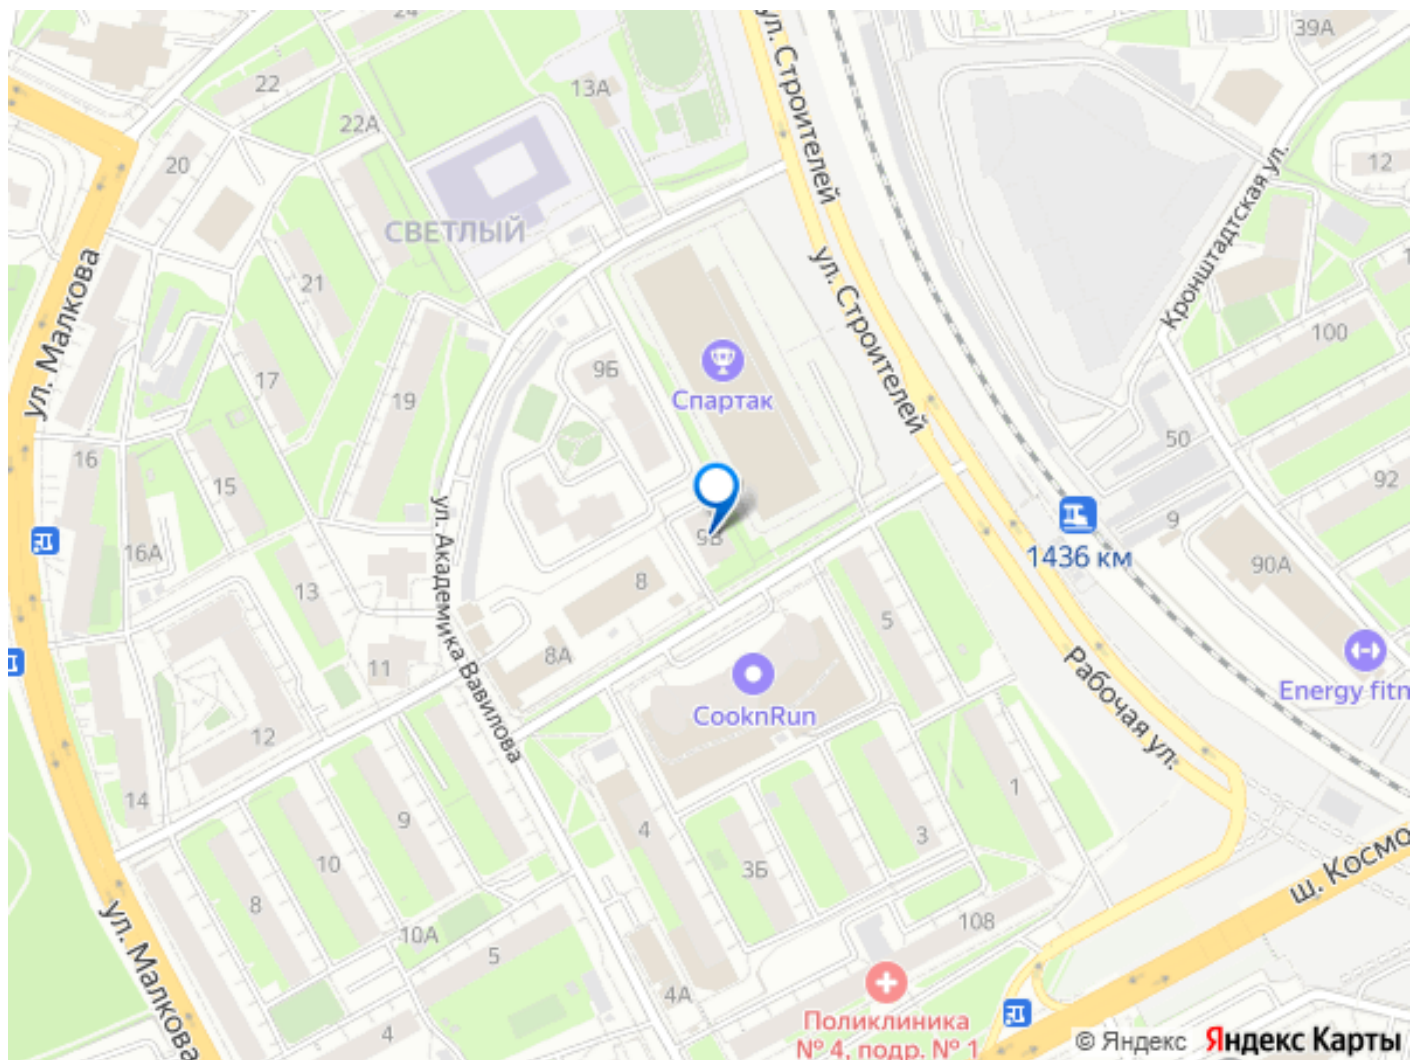 24
39А
ул. Строителей
22
13А
22А
12
20
СВЕТЛЫЙ
Кронштадтская ул.
ул. Малкова
21
ул. Строителей
100
9Б
17
19
Спартак
50
16
15
92
ул. Академика Вавилова
9
16А
9В
1436 км
90А
8
13
5
8А
11
Рабочая ул.
Energy fitn
CooknRun
12
14
1
9
4
3
ш. Космо
10
3Б
8
108
10А
ул. Малкова
5
4А
Поликлиника
№ 4, подр. № 1
4
© Яндекс Яндекс Карты